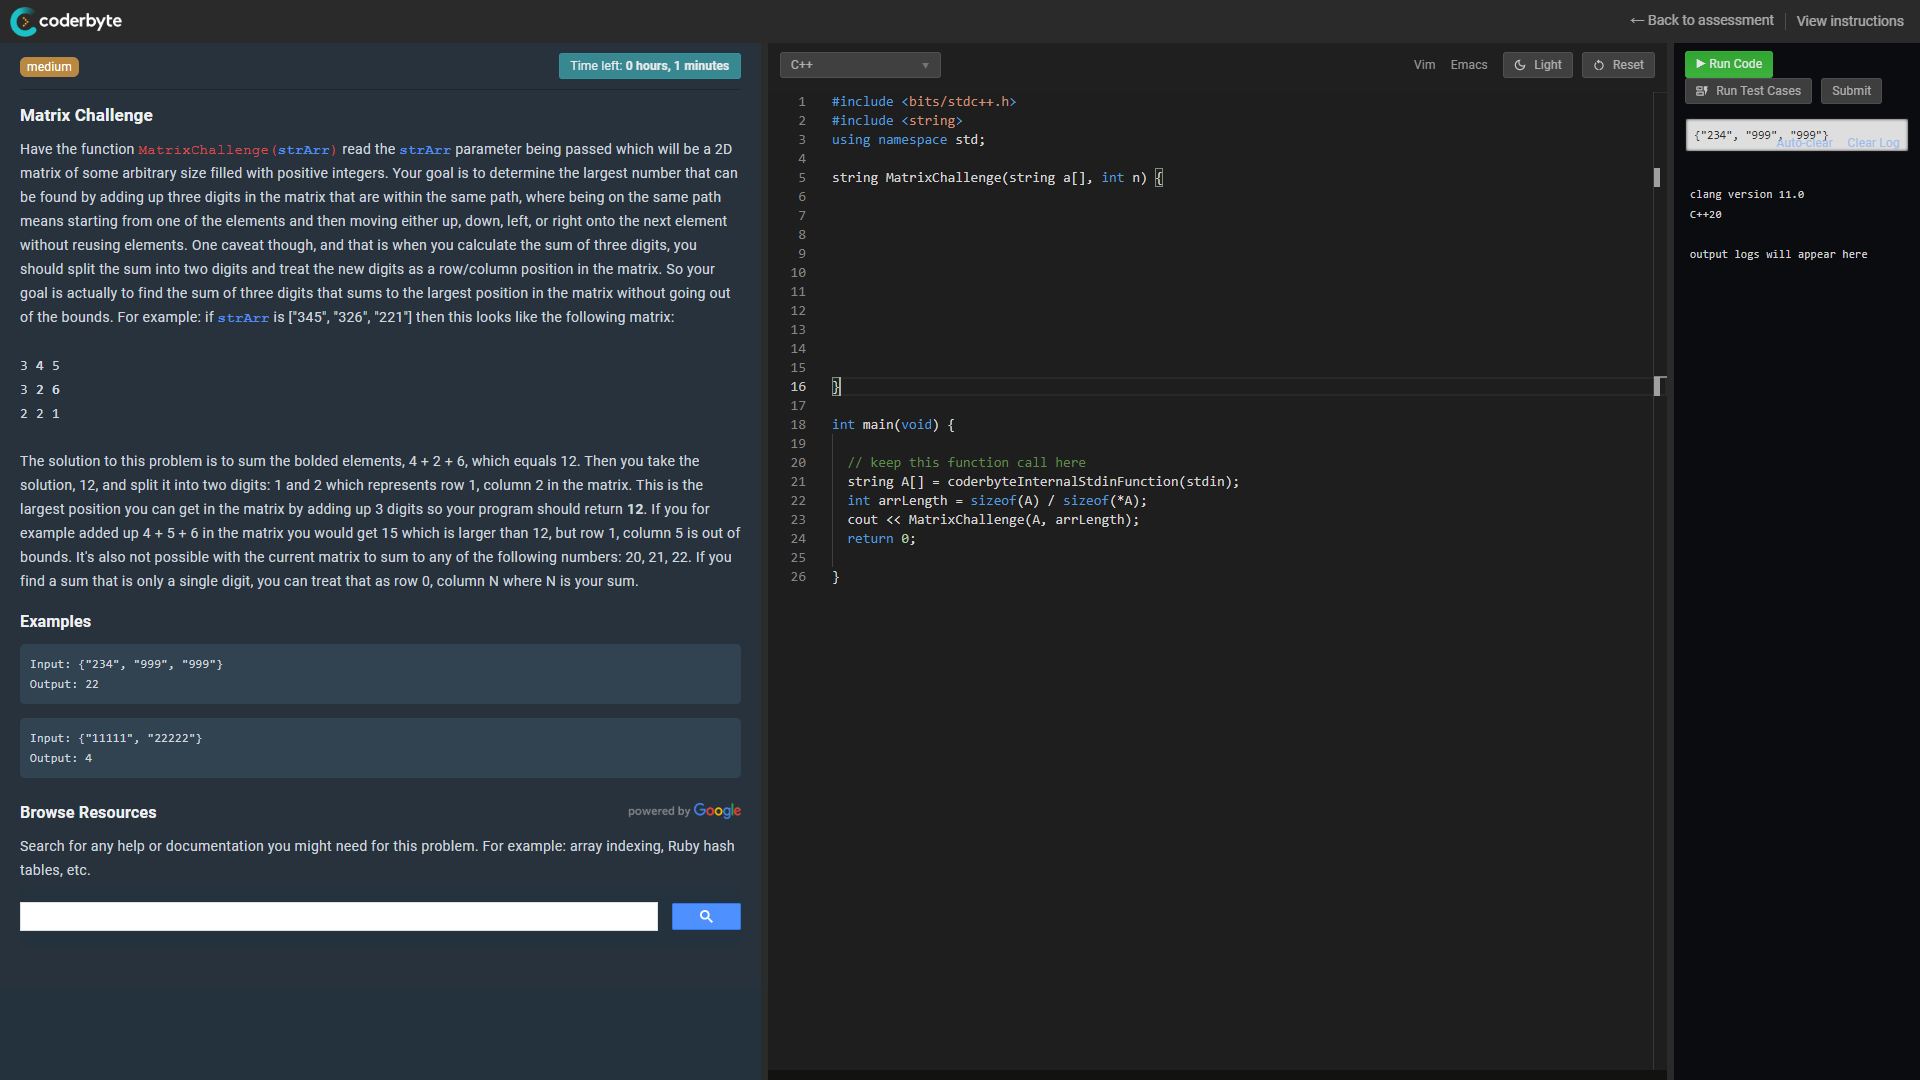 coderbyte
← Back to assessment
View instructions
medium
Time left: 0 hours, 1 minutes
Matrix Challenge
Have the function MatrixChallenge(strArr) read the strArr parameter being passed which will be a 2D
matrix of some arbitrary size filled with positive integers. Your goal is to determine the largest number that can
be found by adding up three digits in the matrix that are within the same path, where being on the same path
means starting from one of the elements and then moving either up, down, left, or right onto the next element
without reusing elements. One caveat though, and that is when you calculate the sum of three digits, you
should split the sum into two digits and treat the new digits as a row/column position in the matrix. So your
goal is actually to find the sum of three digits that sums to the largest position in the matrix without going out
of the bounds. For example: if strArr is ["345", "326", "221"] then this looks like the following matrix:
3 4 5
3 2 6
2 2 1
The solution to this problem is to sum the bolded elements, 4 + 2 + 6, which equals 12. Then you take the
solution, 12, and split it into two digits: 1 and 2 which represents row 1, column 2 in the matrix. This is the
largest position you can get in the matrix by adding up 3 digits so your program should return 12. If you for
example added up 4 + 5 + 6 in the matrix you would get 15 which is larger than 12, but row 1, column 5 is out of
bounds. It's also not possible with the current matrix to sum to any of the following numbers: 20, 21, 22. If you
find a sum that is only a single digit, you can treat that as row 0, column N where N is your sum.
Examples
Input: {"234", "999", "999"}
Output: 22
Input: {"11111", "22222"}
Output: 4
Browse Resources
powered by Google
Search for any help or documentation you might need for this problem. For example: array indexing, Ruby hash
tables, etc.
C++
Vim
Emacs
Light
Reset
1 #include <bits/stdc++.h>
2 #include <string>
3 using namespace std;
4
5 string MatrixChallenge(string a[], int n) {
6
7
8
9
10
11
12
13
14
15
16 }
17
18 int main(void) {
19
20 // keep this function call here
21 string A[] = coderbyteInternalStdinFunction(stdin);
22 int arrLength = sizeof(A) / sizeof(*A);
23 cout << MatrixChallenge(A, arrLength);
24 return 0;
25
26 }
Run Code
Run Test Cases
Submit
{"234", "999", "999"}
Auto-clear
Clear Log
clang version 11.0
C++20
output logs will appear here